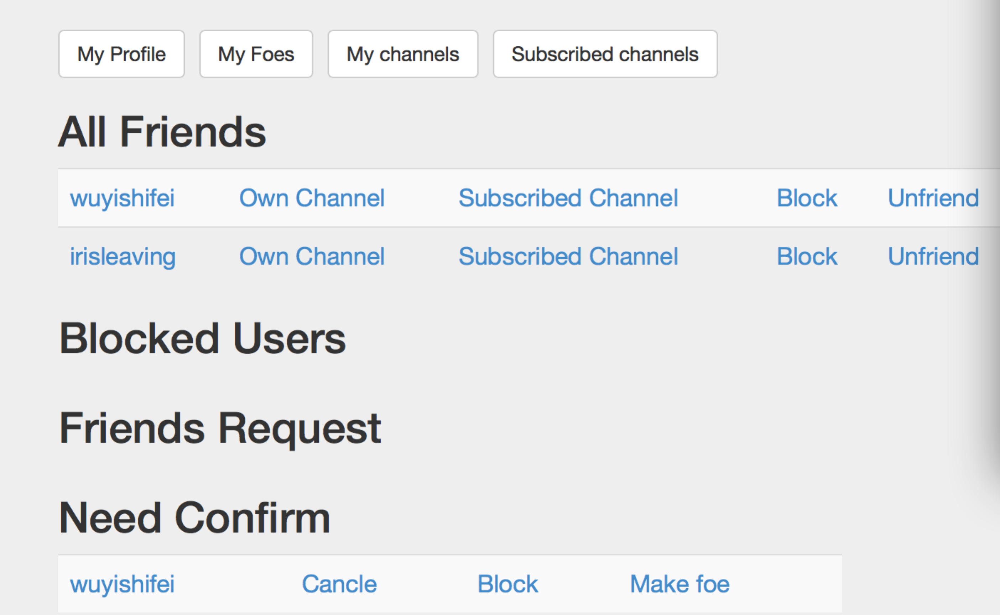 My Profile My Foes My channels Subscribed channels
All Friends
wuyishifei Own Channel Subscribed Channel Block Unfriend
irisleaving Own Channel Subscribed Channel Block Unfriend
Blocked Users
Friends Request
Need Confirm
wuyishifei Cancle Block Make foe